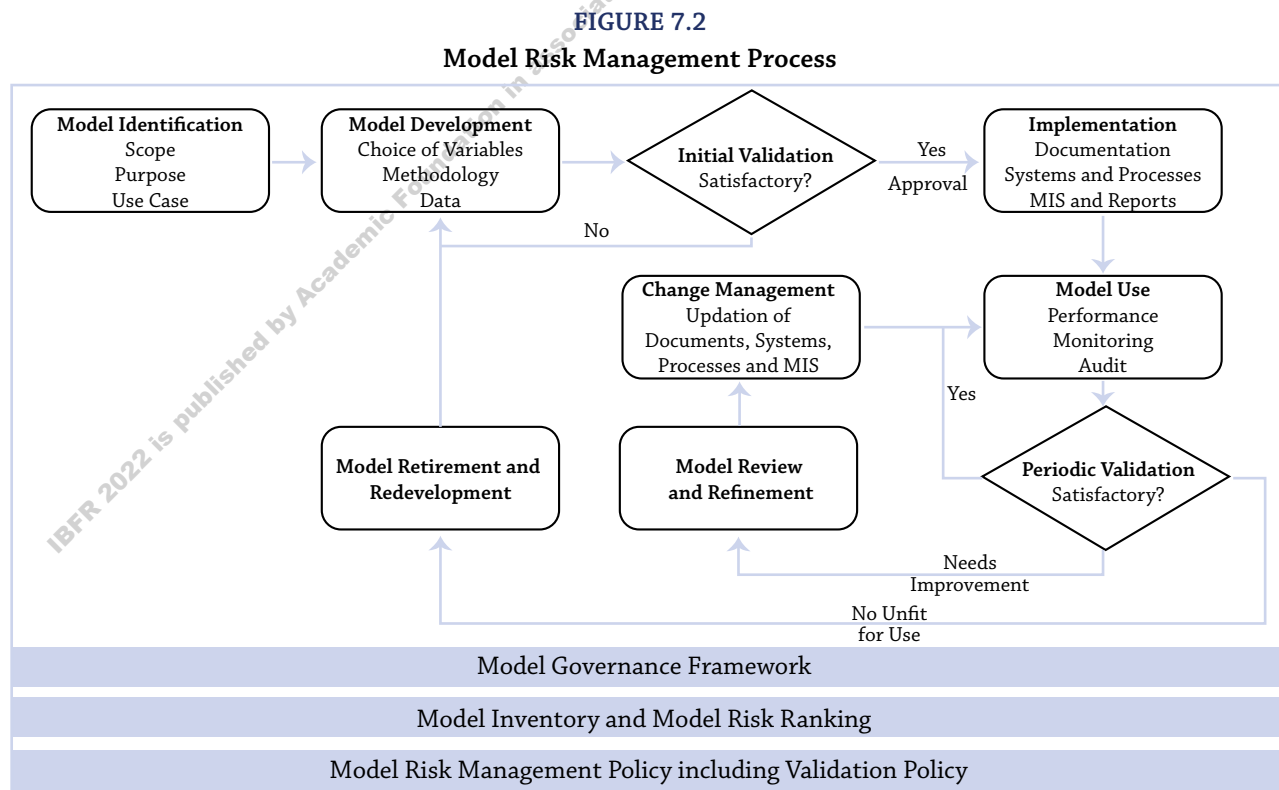 FIGURE 7.2
Model Risk Management Process
Model Identification
Scope
Purpose
Use Case
Model Development
Choice of Variables
Methodology
Data
Initial Validation
Satisfactory?
Yes
Approval
Implementation
Documentation
Systems and Processes
MIS and Reports
No
Change Management
Updation of
Documents, Systems,
Processes and MIS
Model Use
Performance
Monitoring
Audit
Yes
Model Retirement and
Redevelopment
Model Review
and Refinement
Periodic Validation
Satisfactory?
Needs
Improvement
No Unfit
for Use
Model Governance Framework
Model Inventory and Model Risk Ranking
Model Risk Management Policy including Validation Policy
IBFR 2022 is published by Academic Foundation in